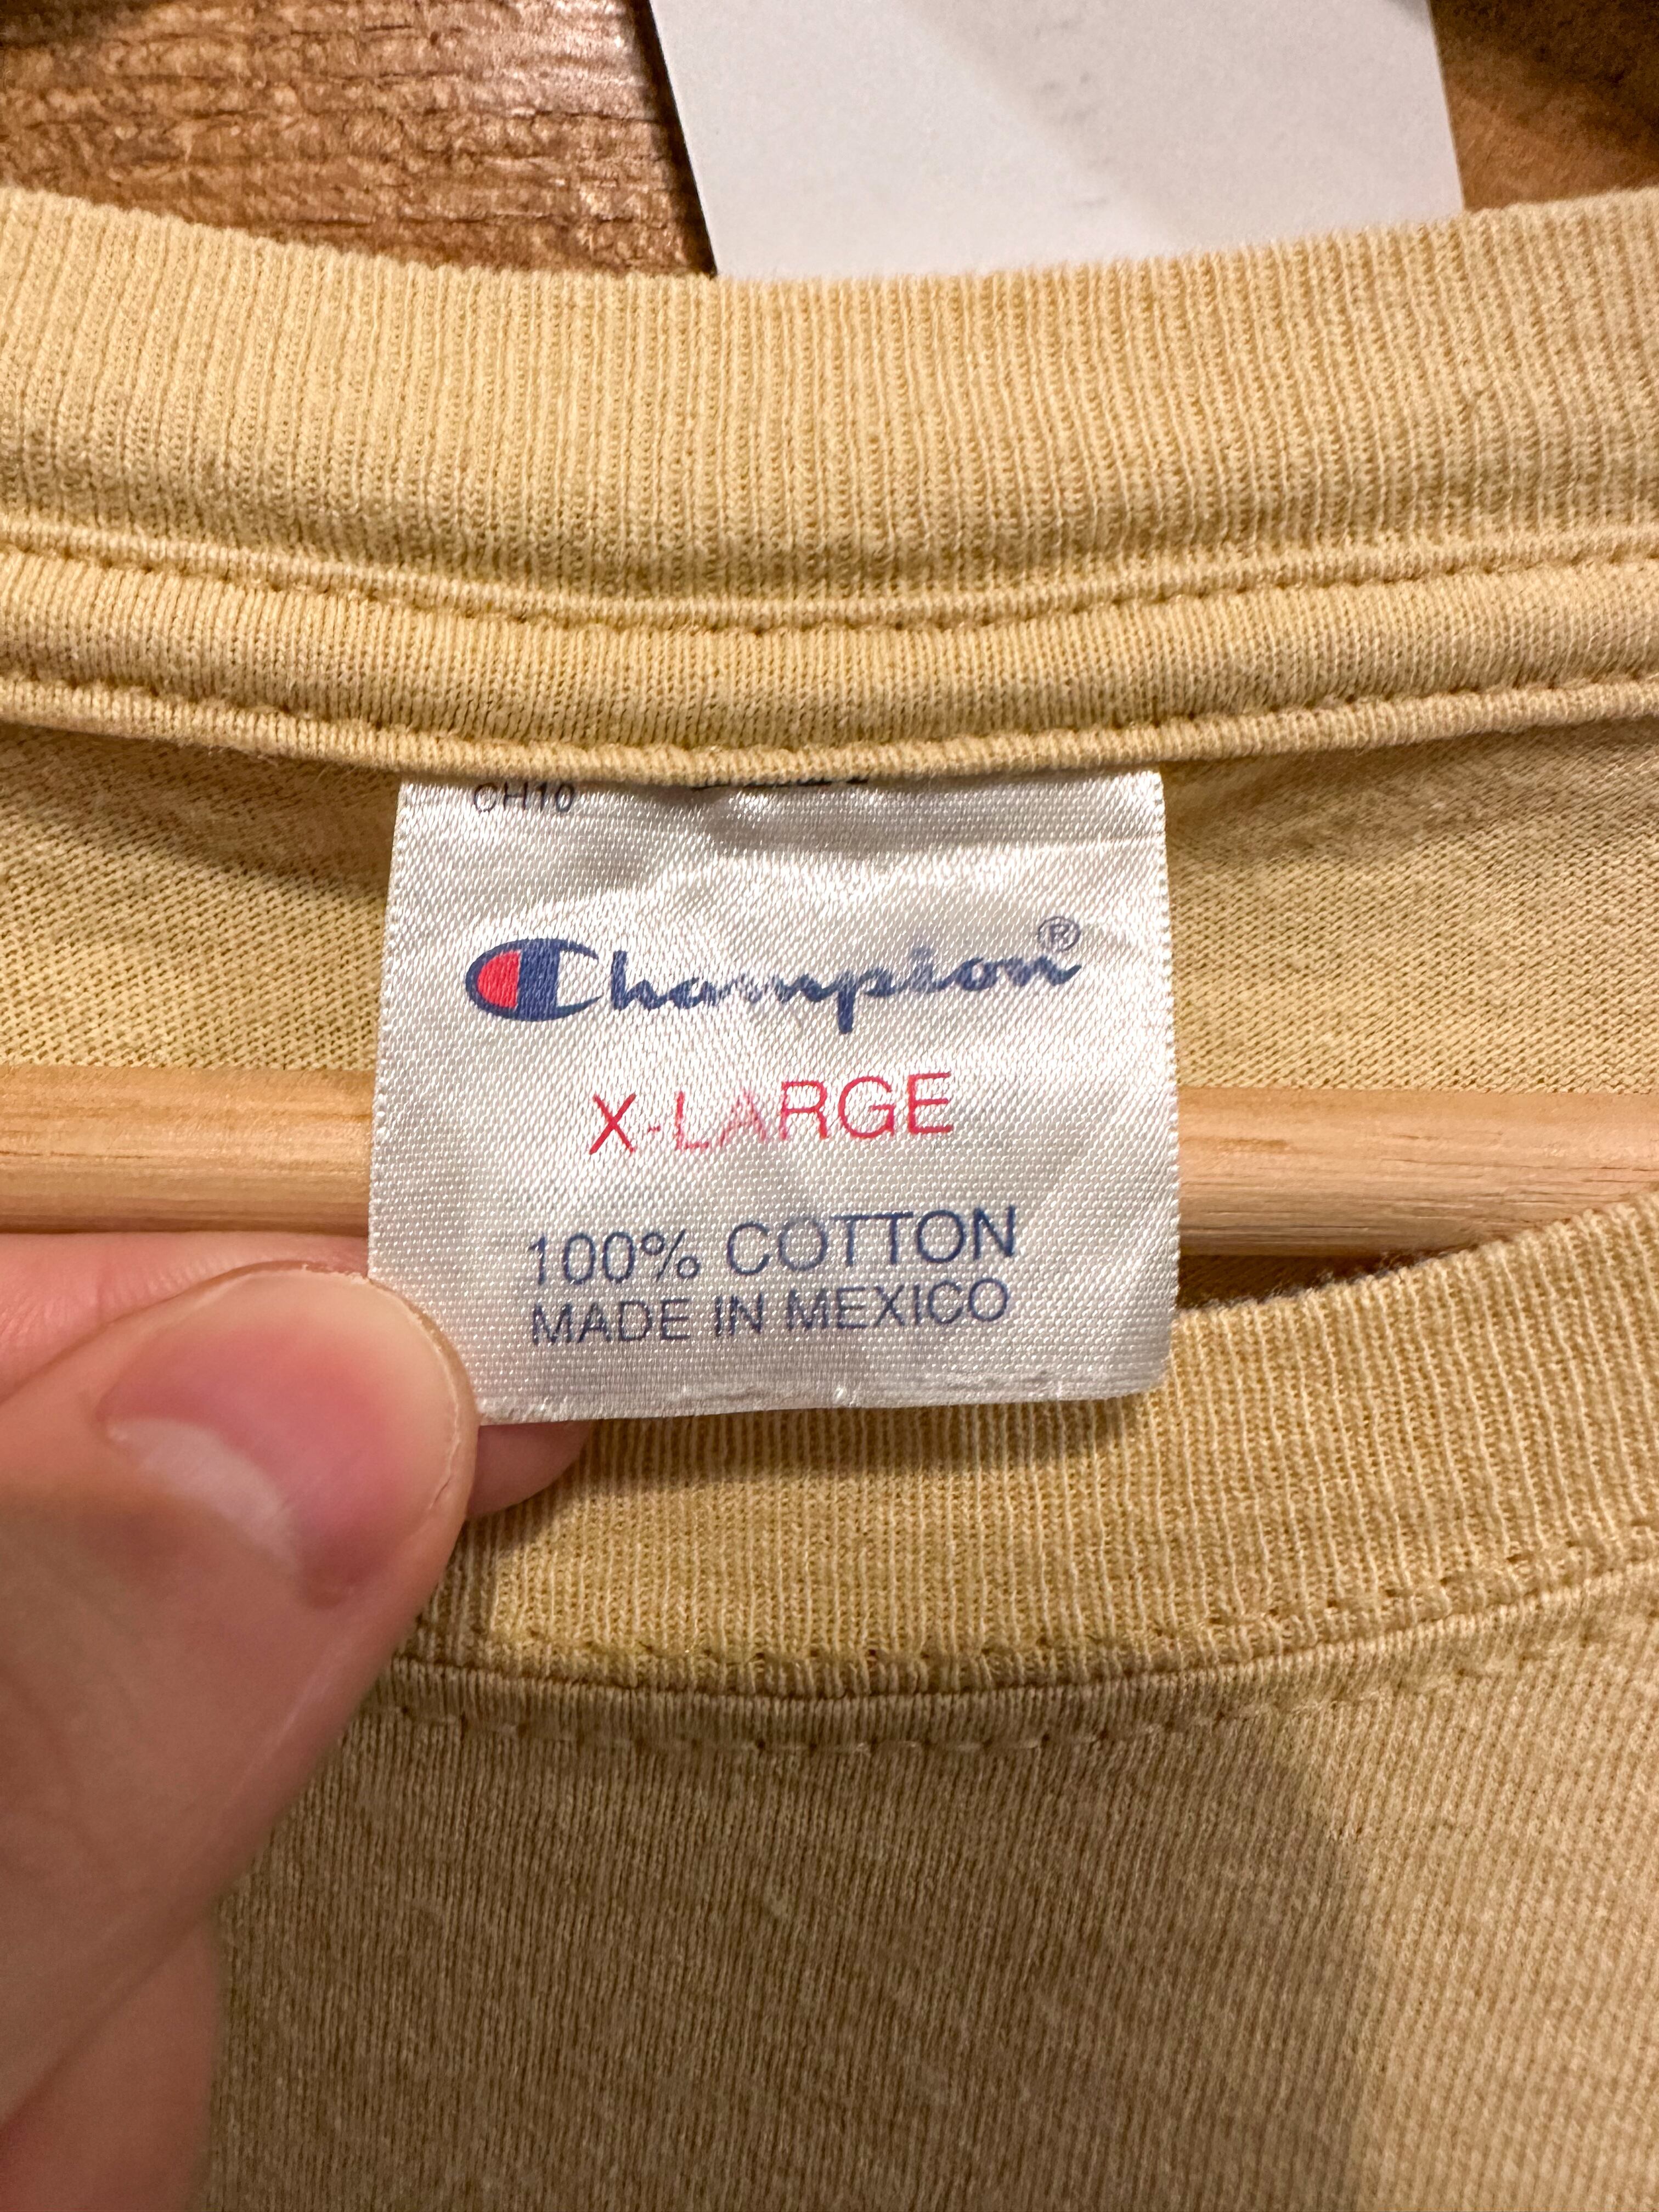 CH10
Champion®
X-LARGE
100% COTTON
MADE IN MEXICO